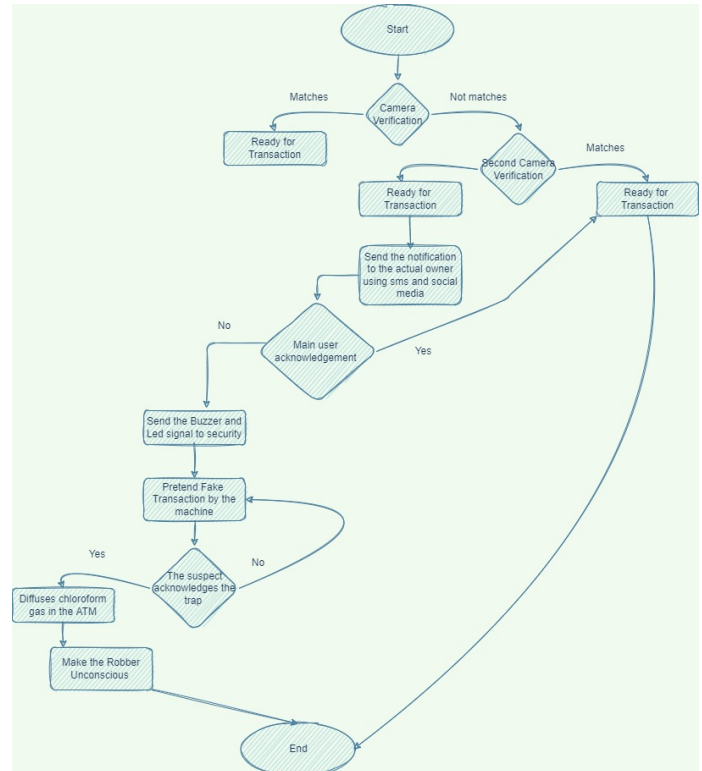 Start
Matches
Camera
Verification
Not matches
Ready for
Transaction
Second Camera
Verification
Matches
Ready for
Transaction
Ready for
Transaction
Send the notification
to the actual owner
using sms and social
media
No
Main user
acknowledgement
Yes
Send the Buzzer and
Led signal to security
Pretend Fake
Transaction by the
machine
Yes
The suspect
acknowledges the
trap
No
Diffuses chloroform
gas in the ATM
Make the Robber
Unconscious
End